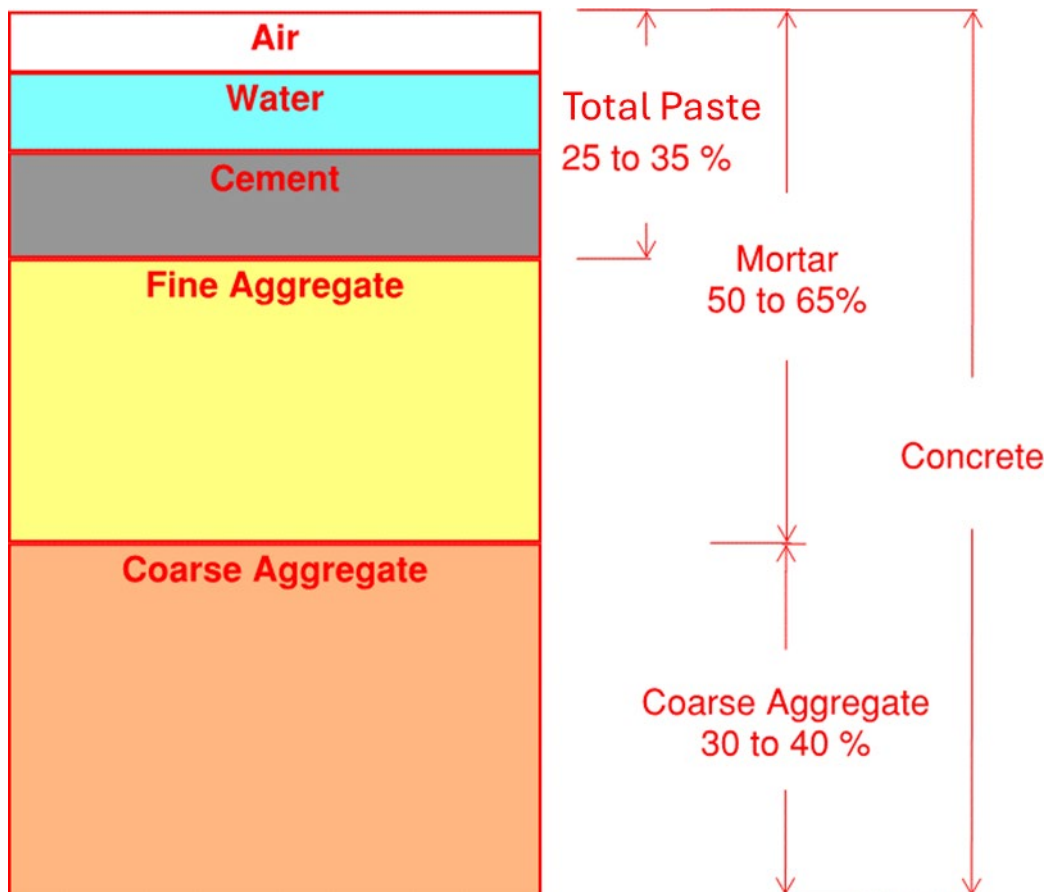 Air
Water
Cement
Fine Aggregate
Coarse Aggregate
Total Paste
25 to 35 %
Mortar
50 to 65%
Concrete
Coarse Aggregate
30 to 40 %